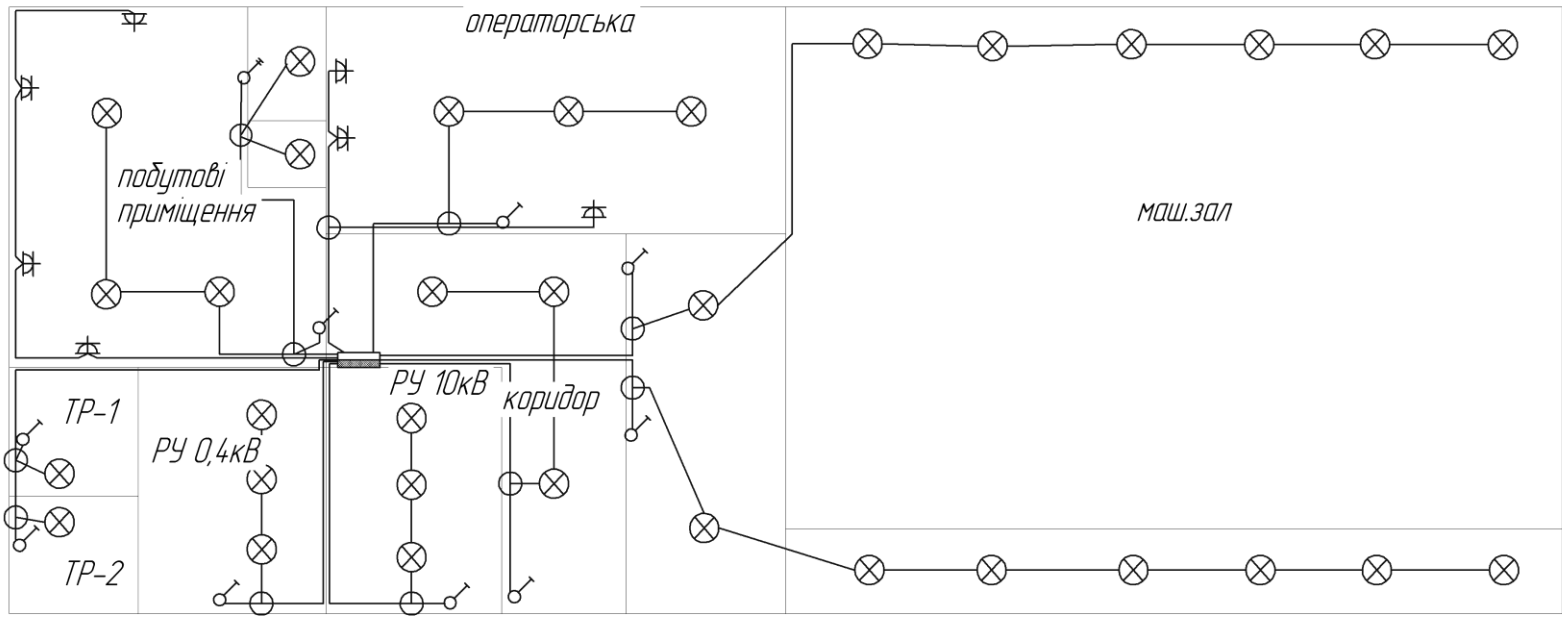 операторська
побутові
приміщення
маш.зал
РУ 10кВ
коридор
ТР-1
РУ 0,4кВ
ТР-2